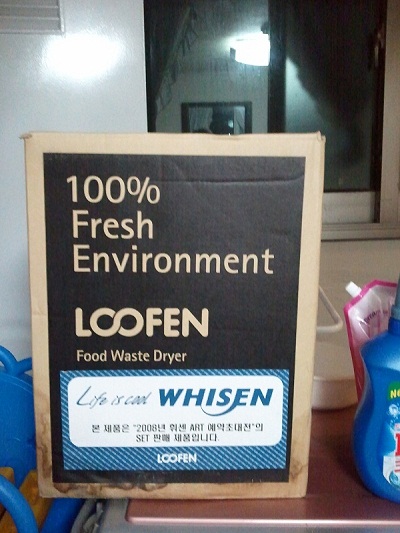 100%
Fresh
Environment
LOOFEN
Food Waste Dryer
Life is cool WHISEN
본 제품은 "2008년 휘센 ART 예약초대전"의
SET 판매 제품입니다.
LOOFEN